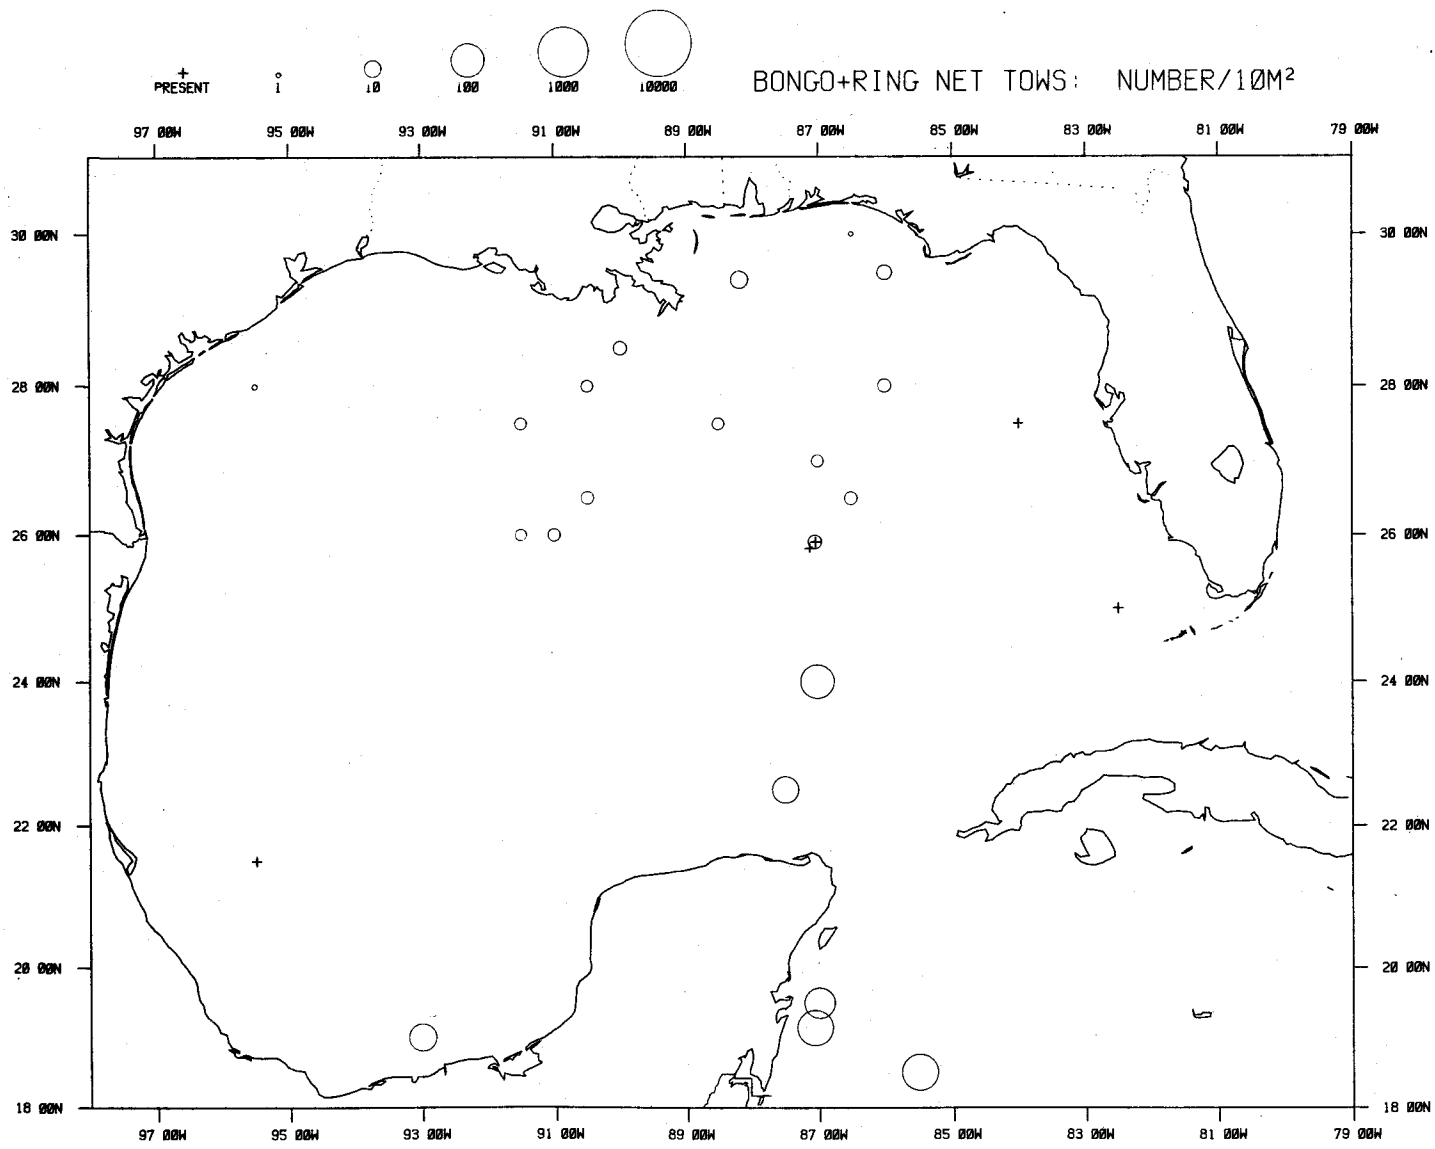 PRESENT 1 10 100 1000 10000 BONGO+RING NET TOWS: NUMBER/10M²
97 00W 95 00W 93 00W 91 00W 89 00W 87 00W 85 00W 83 00W 81 00W 79 00W
30 00N 30 00N
28 00N 28 00N
26 00N 26 00N
24 00N 24 00N
22 00N 22 00N
20 00N 20 00N
18 00N 18 00N
97 00W 95 00W 93 00W 91 00W 89 00W 87 00W 85 00W 83 00W 81 00W 79 00W